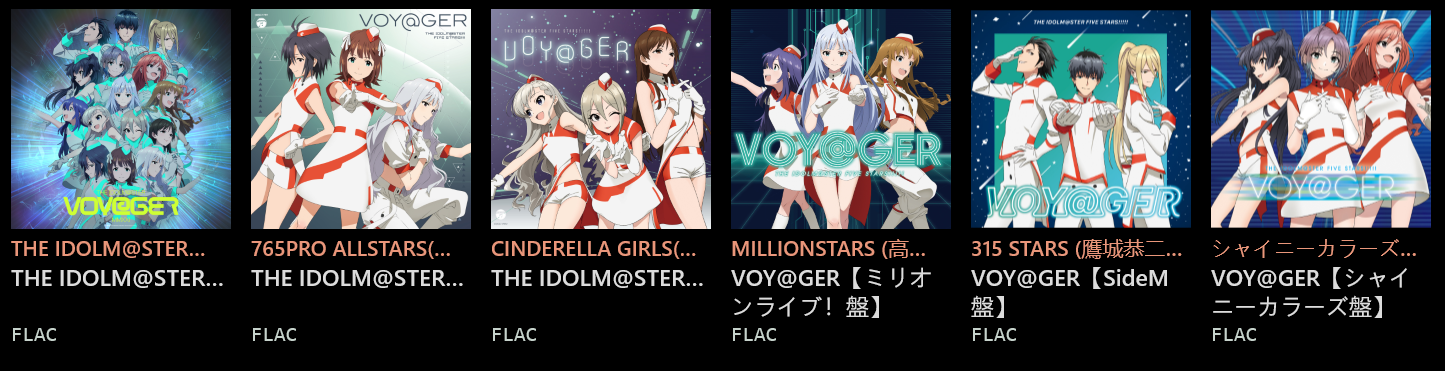 THE IDOLM@STER
VOY@GER
VOY@GER
THE IDOLM@STER
FIVE STARS!!!!!
THE IDOLM@STER FIVE STARS!!!!!
VOY@GER
VOY@GER
THE IDOLM@STER FIVE STARS!!!!!
THE IDOLM@STER FIVE STARS!!!!!
VOY@GER
THE IDOLM@STER FIVE STARS!!!!!
VOY@GER
THE IDOLM@STER...
THE IDOLM@STER...
FLAC
765PRO ALLSTARS(...
THE IDOLM@STER...
FLAC
CINDERELLA GIRLS(...
THE IDOLM@STER...
FLAC
MILLIONSTARS (高...
VOY@GER【ミリオ
ンライブ！盤】
FLAC
315 STARS (鷹城恭二...
VOY@GER【SideM
盤】
FLAC
シャイニーカラーズ...
VOY@GER【シャイ
ニーカラーズ盤】
FLAC